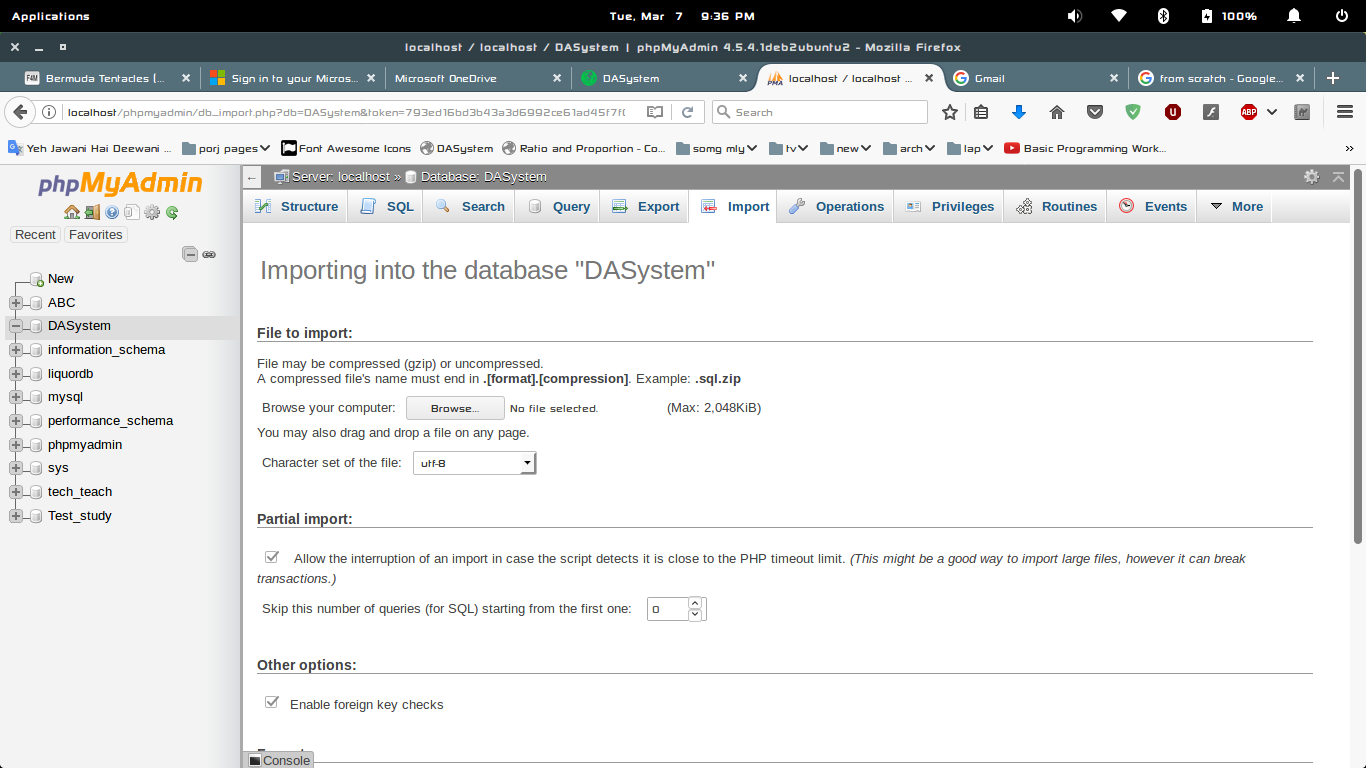 Applications
Tue, Mar 7 9:36 PM
100%
localhost / localhost / DASystem | phpMyAdmin 4.5.4.1deb2ubuntu2 - Mozilla Firefox
F4M Bermuda Tentacles (...
Sign in to your Micros...
Microsoft OneDrive
DASystem
PMA localhost / localhost ...
Gmail
from scratch - Google...
localhost/phpmyadmin/db_import.php?db=DASystem&token=793ed16bd3b43a3d6992ce61ad45f7f
Search
ABP
Yeh Jawani Hai Deewani ...
porj pages
Font Awesome Icons
DASystem
Ratio and Proportion - Co...
somg mly
tv
new
arch
lap
Basic Programming Work...
»
phpMyAdmin
Recent
Favorites
New
ABC
DASystem
information_schema
liquordb
mysql
performance_schema
phpmyadmin
sys
tech_teach
Test_study
Server: localhost » Database: DASystem
Structure
SQL
Search
Query
Export
Import
Operations
Privileges
Routines
Events
More
Importing into the database "DASystem"
File to import:
File may be compressed (gzip) or uncompressed.
A compressed file's name must end in .[format].[compression]. Example: .sql.zip
Browse your computer: Browse... No file selected. (Max: 2,048KiB)
You may also drag and drop a file on any page.
Character set of the file: utf-8
Partial import:
Allow the interruption of an import in case the script detects it is close to the PHP timeout limit. (This might be a good way to import large files, however it can break
transactions.)
Skip this number of queries (for SQL) starting from the first one: 0
Other options:
Enable foreign key checks
Console